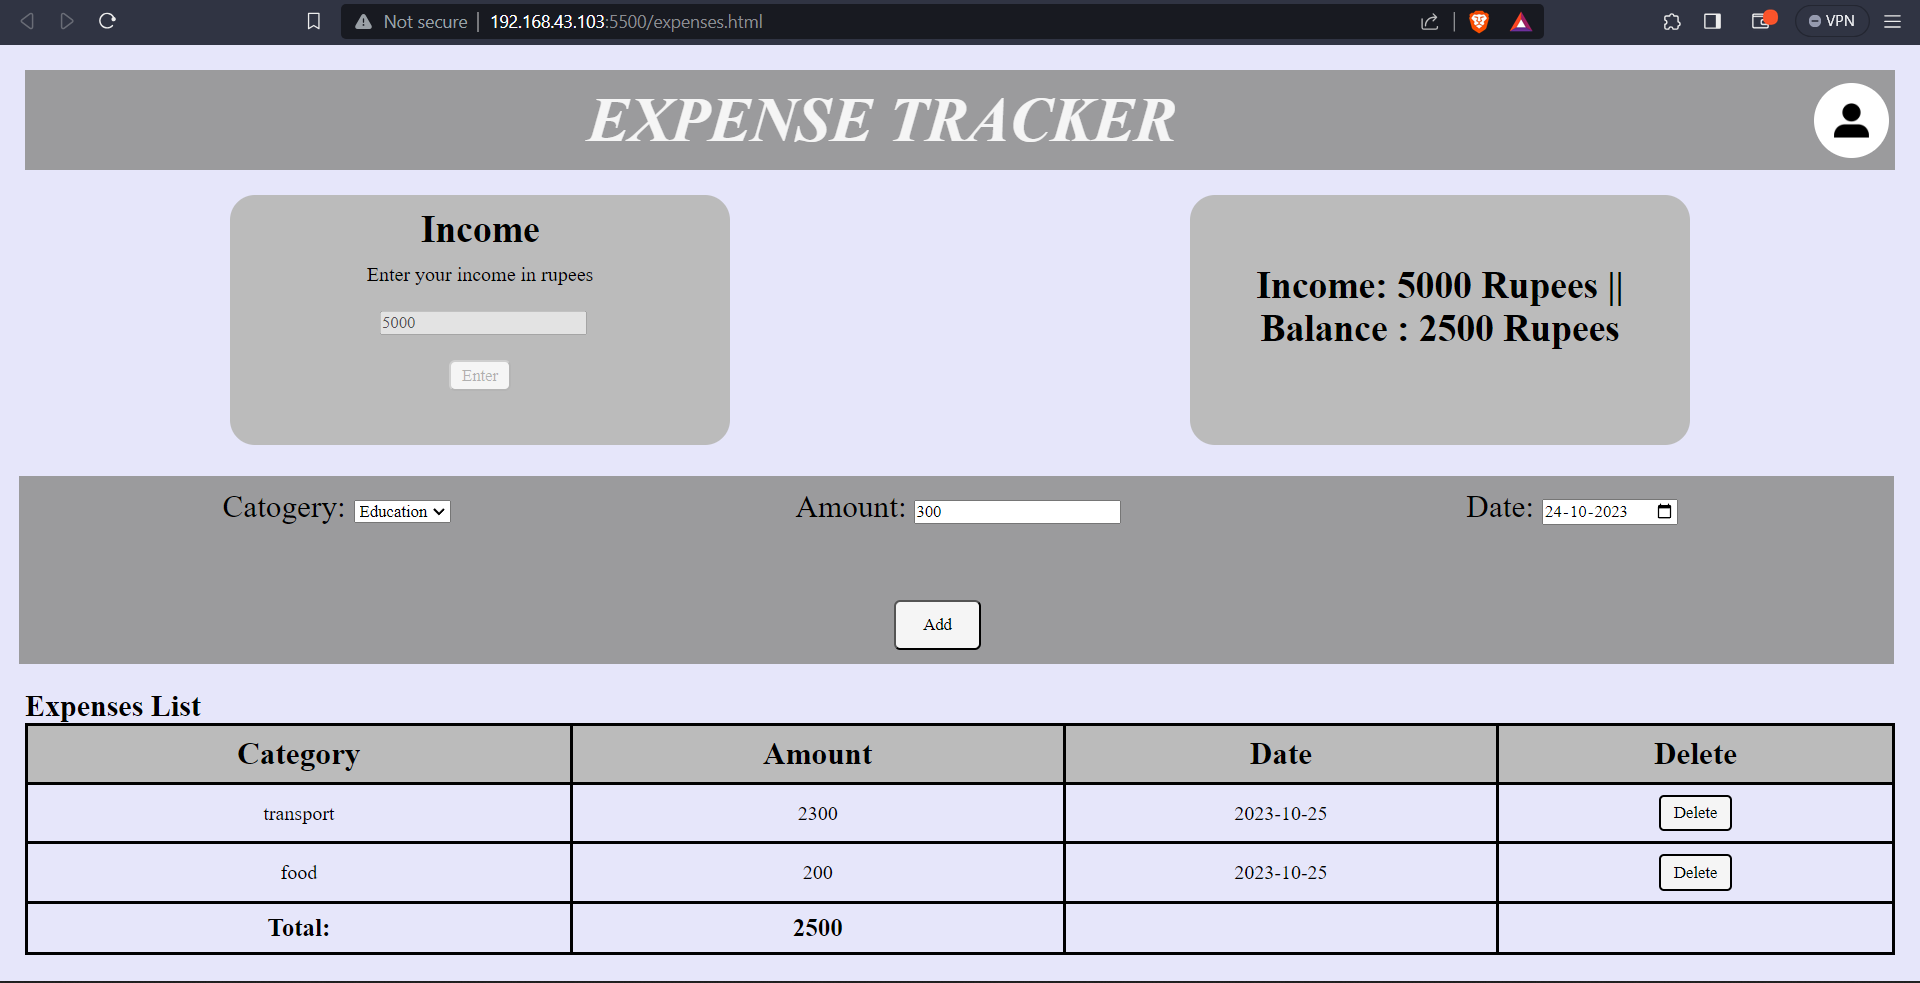 Not secure | 192.168.43.103:5500/expenses.html
VPN
EXPENSE TRACKER
Income
Enter your income in rupees
5000
Enter
Income: 5000 Rupees ||
Balance : 2500 Rupees
Catogery: Education Amount: 300 Date: 24-10-2023
Add
Expenses List
Category Amount Date Delete
transport 2300 2023-10-25 Delete
food 200 2023-10-25 Delete
Total: 2500